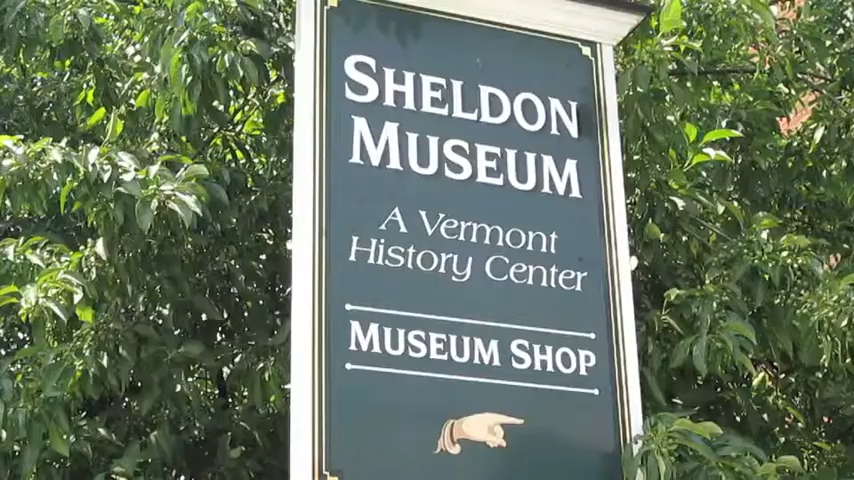 SHELDON
MUSEUM
A Vermont
History Center
MUSEUM SHOP